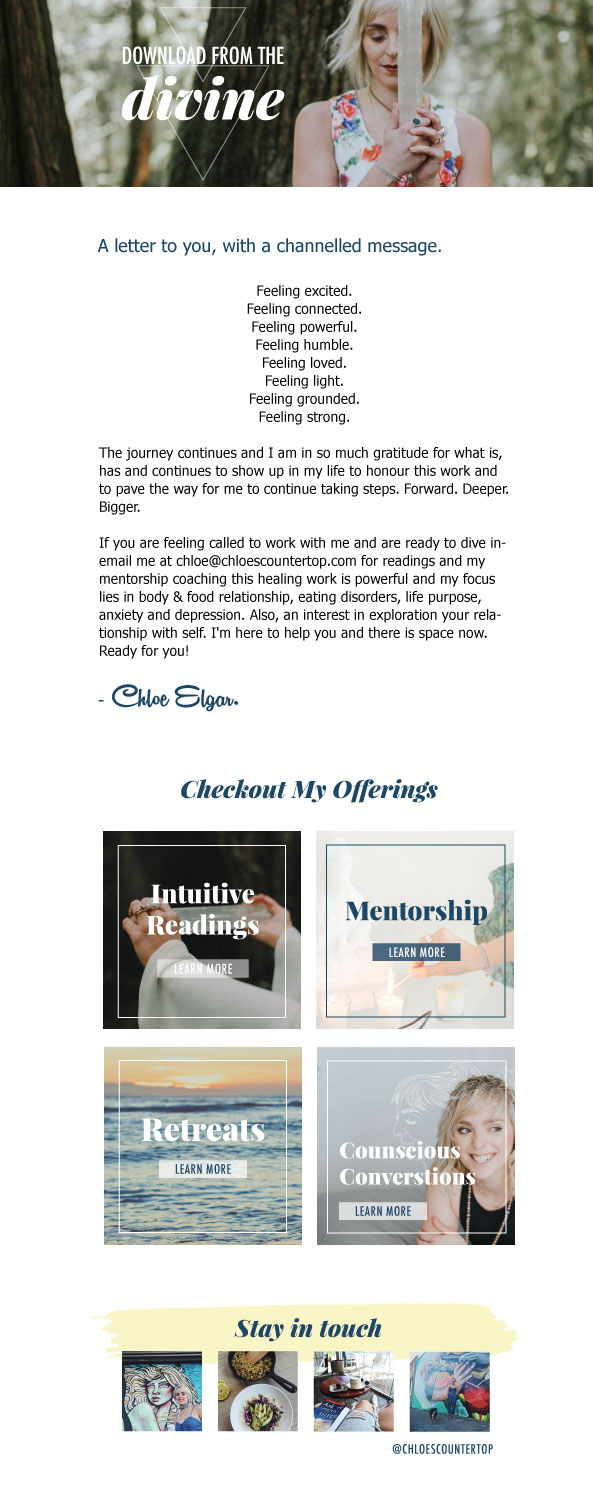 DOWNLOAD FROM THE
divine
A letter to you, with a channelled message.
Feeling excited.
Feeling connected.
Feeling powerful.
Feeling humble.
Feeling loved.
Feeling light.
Feeling grounded.
Feeling strong.
The journey continues and I am in so much gratitude for what is,
has and continues to show up in my life to honour this work and
to pave the way for me to continue taking steps. Forward. Deeper.
Bigger.
If you are feeling called to work with me and are ready to dive in-
email me at chloe@chloescountertop.com for readings and my
mentorship coaching this healing work is powerful and my focus
lies in body & food relationship, eating disorders, life purpose,
anxiety and depression. Also, an interest in exploration your rela-
tionship with self. I'm here to help you and there is space now.
Ready for you!
- Chloe Elgar.
Checkout My Offerings
Intuitive
Readings
LEARN MORE
Mentorship
LEARN MORE
Retreats
LEARN MORE
Counscious
Converstions
LEARN MORE
Stay in touch
@CHLOESCOUNTERTOP